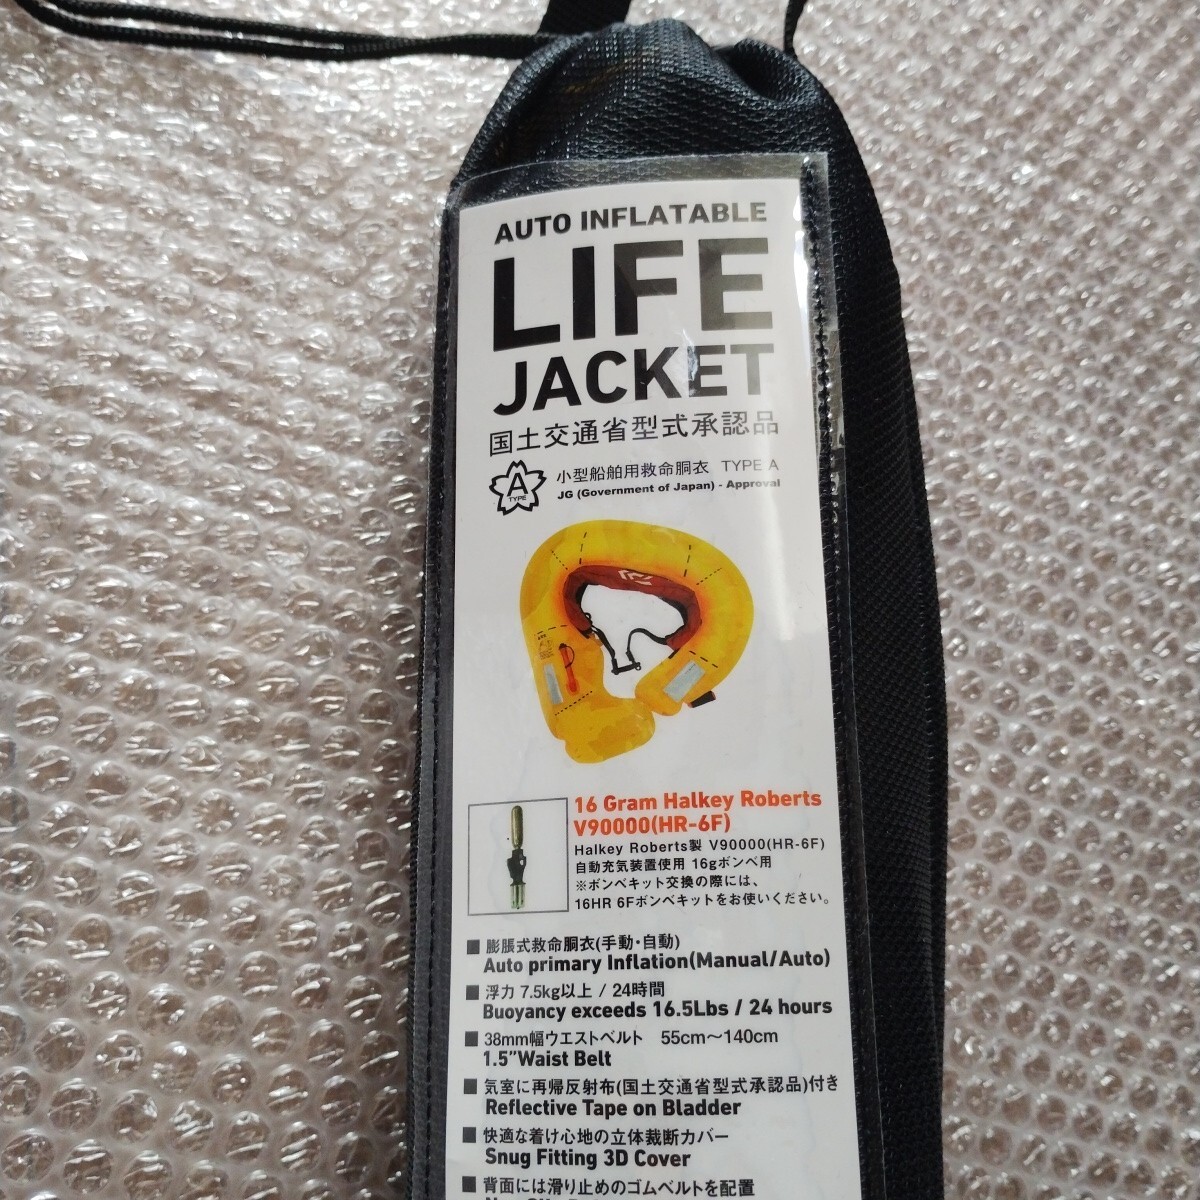 AUTO INFLATABLE
LIFE
JACKET
国土交通省型式承認品
A
TYPE
小型船舶用救命胴衣 TYPE A
JG (Government of Japan) - Approval
16 Gram Halkey Roberts
V90000(HR-6F)
Halkey Roberts製 V90000(HR-6F)
自動充気装置使用 16gボンベ用
※ボンベキット交換の際には、
16HR 6Fボンベキットをお使いください。
■ 膨脹式救命胴衣(手動・自動)
Auto primary Inflation(Manual/Auto)
■ 浮力 7.5kg以上 / 24時間
Buoyancy exceeds 16.5Lbs / 24 hours
■ 38mm幅ウエストベルト 55cm〜140cm
1.5”Waist Belt
■ 気室に再帰反射布(国土交通省型式承認品)付き
Reflective Tape on Bladder
■ 快適な着け心地の立体裁断カバー
Snug Fitting 3D Cover
■ 背面には滑り止めのゴムベルトを配置